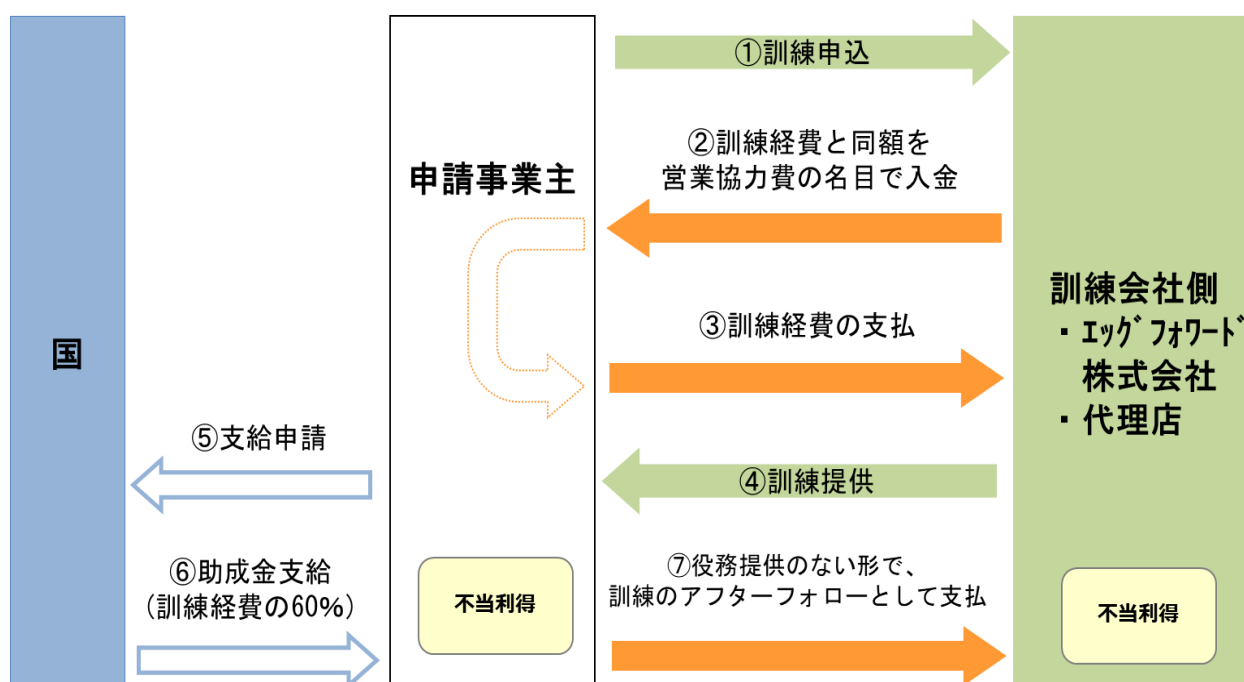 ①訓練申込
②訓練経費と同額を
営業協力費の名目で入金
申請事業主
訓練会社側
・ｴｯｸﾞﾌｫﾜｰﾄﾞ
株式会社
・代理店
③訓練経費の支払
国
⑤支給申請
④訓練提供
⑥助成金支給
(訓練経費の60%)
不当利得
⑦役務提供のない形で、
訓練のアフターフォローとして支払
不当利得